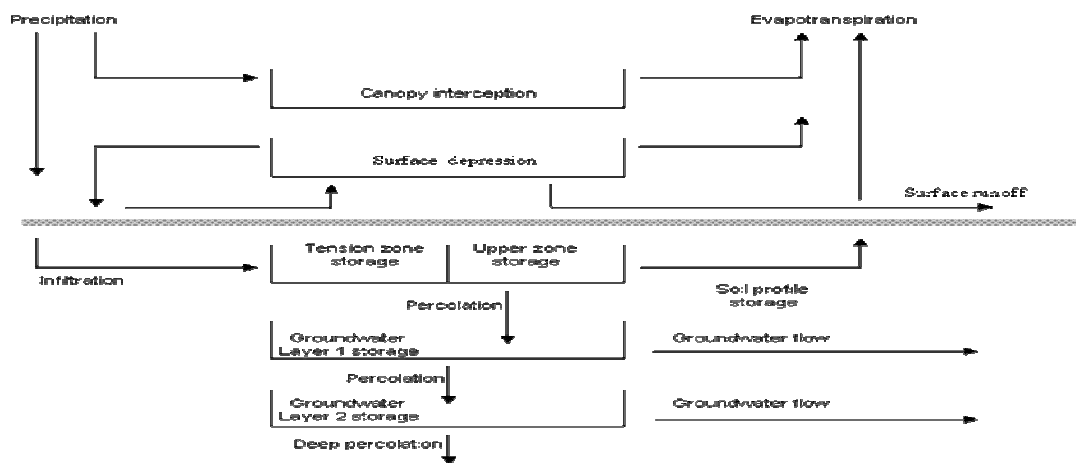 Precipitation
Evapotranspiration
Canopy interception
Surface depression
Surface runoff
Tension zone
storage
Upper zone
storage
Infiltration
Soil profile
storage
Percolation
Groundwater
Layer 1 storage
Groundwater flow
Percolation
Groundwater
Layer 2 storage
Groundwater flow
Deep percolation